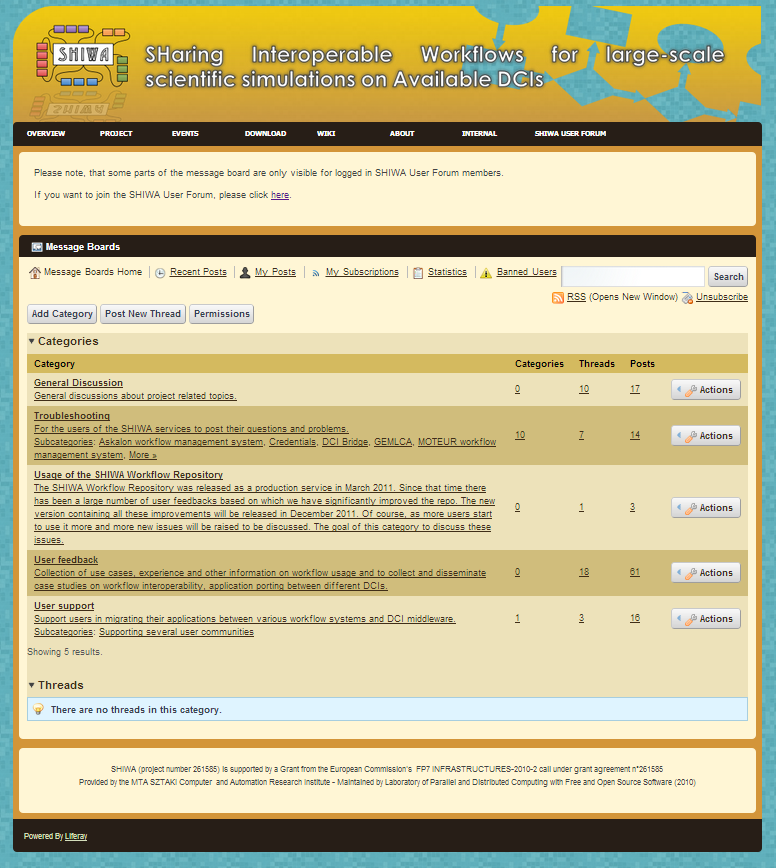 SHIWA
SHaring Interoperable Workflows for large-scale
scientific simulations on Available DCIs
OVERVIEW PROJECT EVENTS DOWNLOAD WIKI ABOUT INTERNAL SHIWA USER FORUM
Please note, that some parts of the message board are only visible for logged in SHIWA User Forum members.
If you want to join the SHIWA User Forum, please click here.
Message Boards
Message Boards Home Recent Posts My Posts My Subscriptions Statistics Banned Users Search
RSS (Opens New Window) Unsubscribe
Add Category Post New Thread Permissions
Categories
Category Categories Threads Posts
General Discussion
General discussions about project related topics.
0 10 17 Actions
Troubleshooting
For the users of the SHIWA services to post their questions and problems.
Subcategories: Askalon workflow management system, Credentials, DCI Bridge, GEMLCA, MOTEUR workflow
management system, More »
10 7 14 Actions
Usage of the SHIWA Workflow Repository
The SHIWA Workflow Repository was released as a production service in March 2011. Since that time there
has been a large number of user feedbacks based on which we have significantly improved the repo. The new
version containing all these improvements will be released in December 2011. Of course, as more users start
to use it more and more new issues will be raised to be discussed. The goal of this category to discuss these
issues.
0 1 3 Actions
User feedback
Collection of use cases, experience and other information on workflow usage and to collect and disseminate
case studies on workflow interoperability, application porting between different DCIs.
0 18 61 Actions
User support
Support users in migrating their applications between various workflow systems and DCI middleware.
Subcategories: Supporting several user communities
1 3 16 Actions
Showing 5 results.
Threads
There are no threads in this category.
SHIWA (project number 261585) is supported by a Grant from the European Commission's FP7 INFRASTRUCTURES-2010-2 call under grant agreement n°261585
Provided by the MTA SZTAKI Computer and Automation Research Institute - Maintained by Laboratory of Parallel and Distributed Computing with Free and Open Source Software (2010)
Powered By Liferay